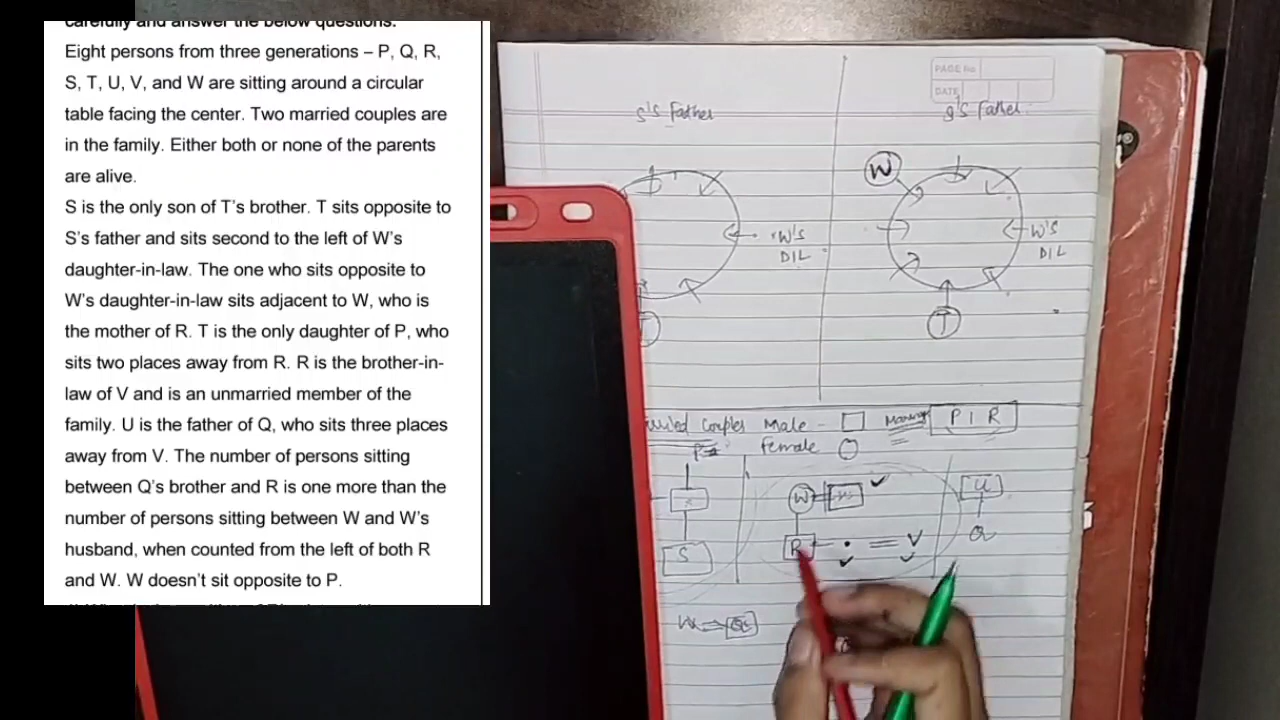 carefully and answer the below questions.
Eight persons from three generations – P, Q, R,
S, T, U, V, and W are sitting around a circular
table facing the center. Two married couples are
in the family. Either both or none of the parents
are alive.
S is the only son of T's brother. T sits opposite to
S's father and sits second to the left of W's
daughter-in-law. The one who sits opposite to
W's daughter-in-law sits adjacent to W, who is
the mother of R. T is the only daughter of P, who
sits two places away from R. R is the brother-in-
law of V and is an unmarried member of the
family. U is the father of Q, who sits three places
away from V. The number of persons sitting
between Q's brother and R is one more than the
number of persons sitting between W and W's
husband, when counted from the left of both R
and W. W doesn't sit opposite to P.
PAGE No
DATE
S's Father
S's Father
W
W's
DIL
W's
DIL
T
T
Couples Male -
P R
Female
W
U
S
R
V
Q